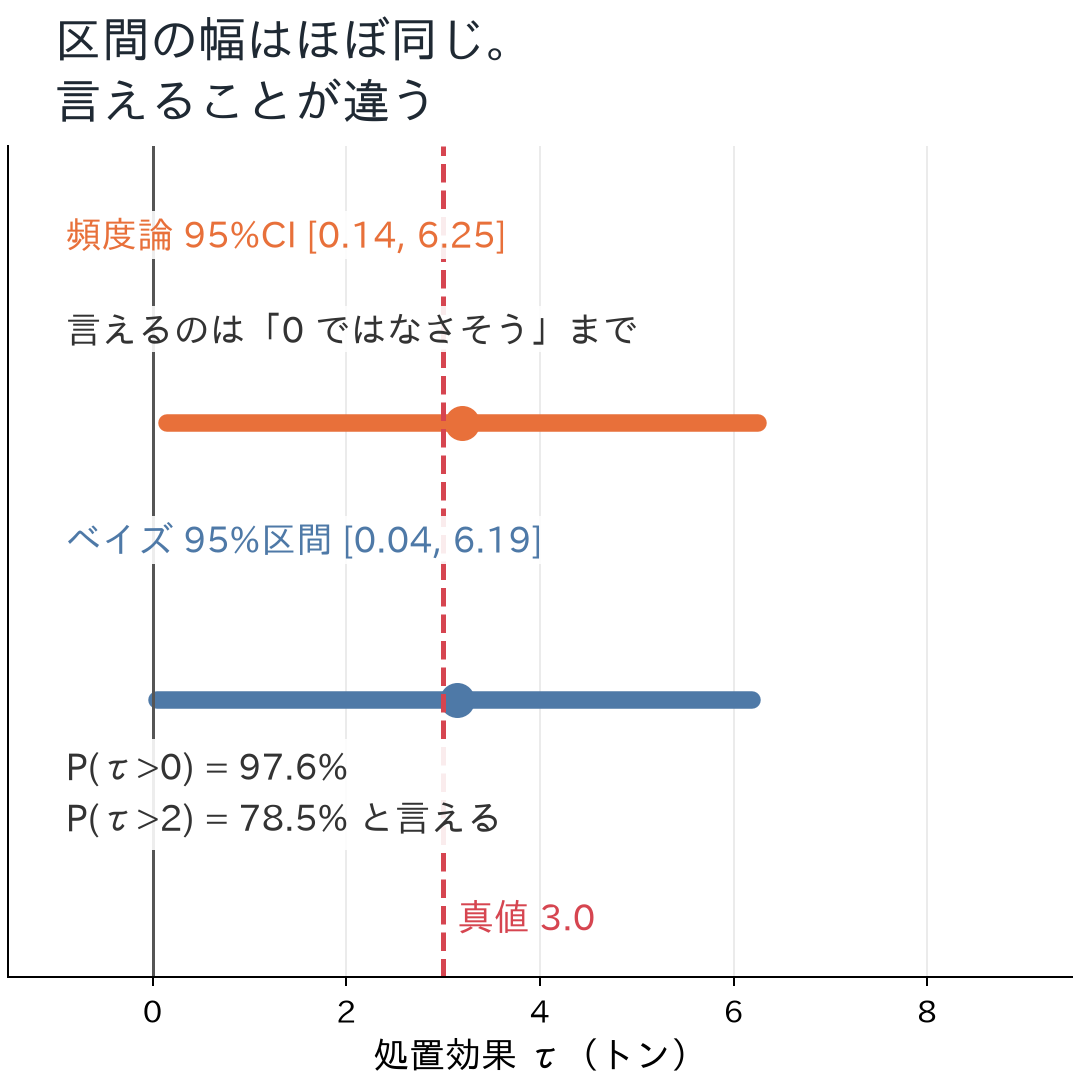 区間の幅はほぼ同じ。
言えることが違う
頻度論 95%CI [0.14, 6.25]
言えるのは「0 ではなさそう」まで
ベイズ 95%区間 [0.04, 6.19]
P(τ>0) = 97.6%
P(τ>2) = 78.5% と言える
真値 3.0
0 2 4 6 8
処置効果 τ（トン）